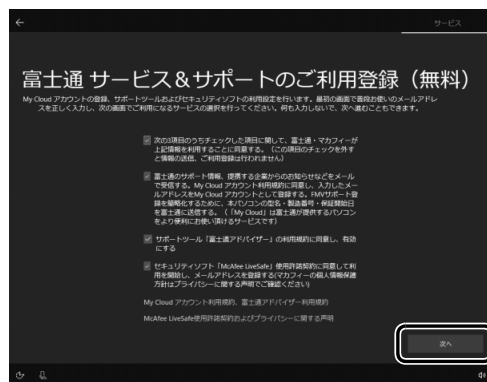 サービス
富士通 サービス&サポートのご利用登録（無料）
My Cloud アカウントの登録、サポートツールおよびセキュリティソフトの利用設定を行います。最初の画面で普段お使いのメールアドレ
スを正しく入力し、次の画面でご利用になるサービスの選択を行ってください。何も入力しないで、次へ進むこともできます。
次の3項目のうちチェックした項目に関して、富士通・マカフィーが
上記情報を利用することに同意する。（この項目のチェックを外す
と情報の送信、ご利用登録は行われません）
富士通のサポート情報、提携する企業からのお知らせなどをメール
で受信する。My Cloud アカウント利用規約に同意し、入力したメー
ルアドレスをMy Cloud アカウントとして登録する。FMVサポート登
録を簡略化するために、本パソコンの型名・製造番号・保証開始日
を富士通に送信する。（「My Cloud」は富士通が提供するパソコン
をより便利にお使い頂けるサービスです）
サポートツール「富士通アドバイザー」の利用規約に同意し、有効
にする
セキュリティソフト「McAfee LiveSafe」使用許諾契約に同意して利
用を開始し、メールアドレスを登録する(マカフィーの個人情報保護
方針はプライバシーに関する声明でご確認ください)
My Cloud アカウント利用規約、富士通アドバイザー利用規約
McAfee LiveSafe使用許諾契約およびプライバシーに関する声明
次へ